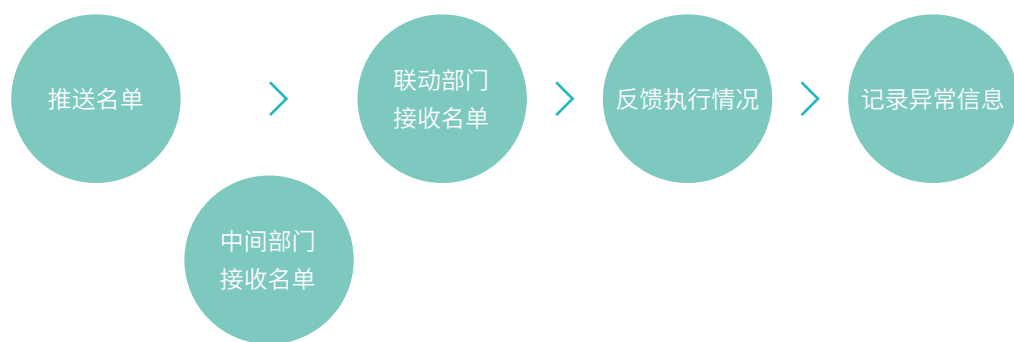 推送名单
联动部门
接收名单
反馈执行情况
记录异常信息
中间部门
接收名单